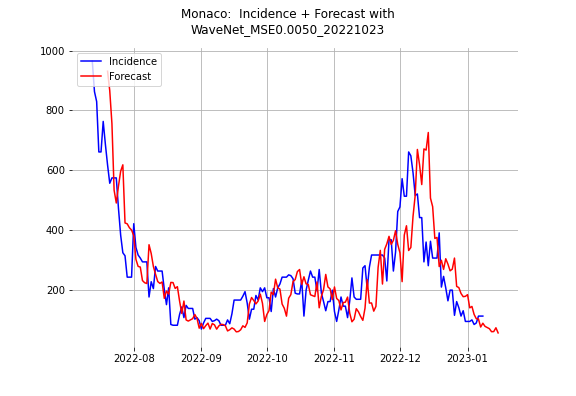 Monaco:  Incidence + Forecast with
WaveNet_MSE0.0050_20221023
1000
800
600
400
200
Incidence
Forecast
2022-08
2022-09
2022-10
2022-11
2022-12
2023-01